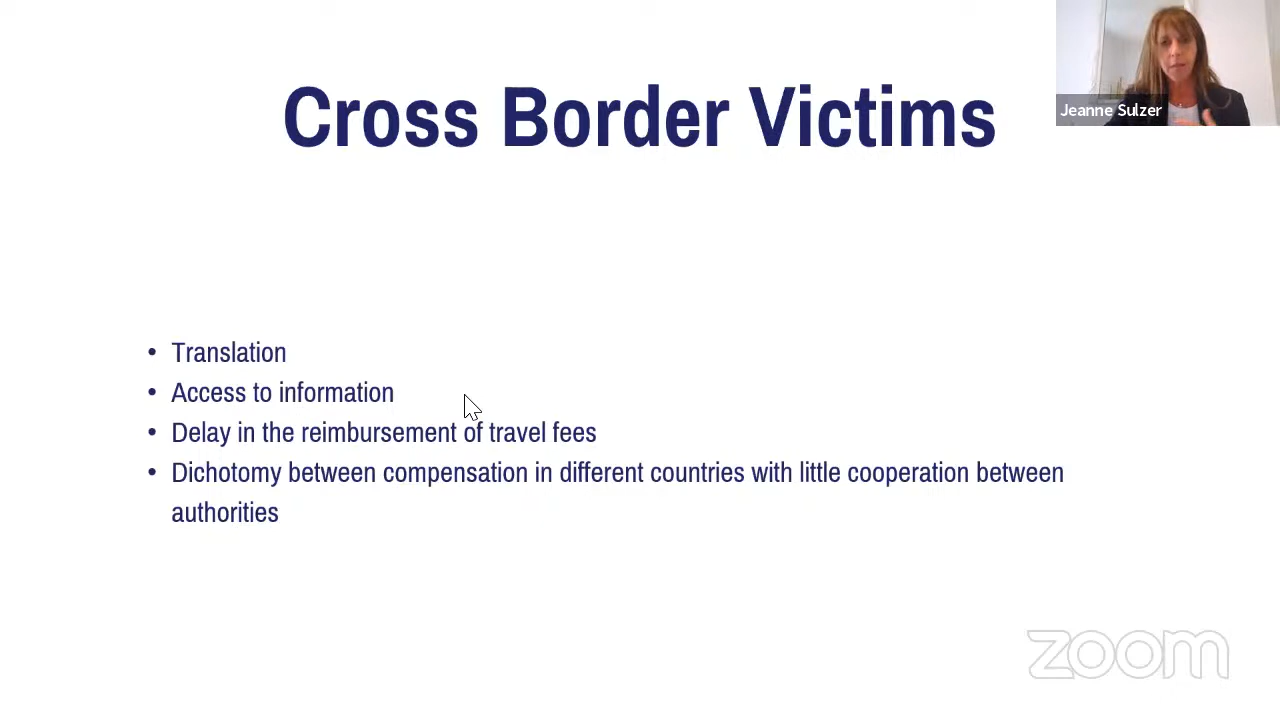 Cross Border Victims
Jeanne Sulzer
• Translation
• Access to information
• Delay in the reimbursement of travel fees
• Dichotomy between compensation in different countries with little cooperation between
authorities
zoom